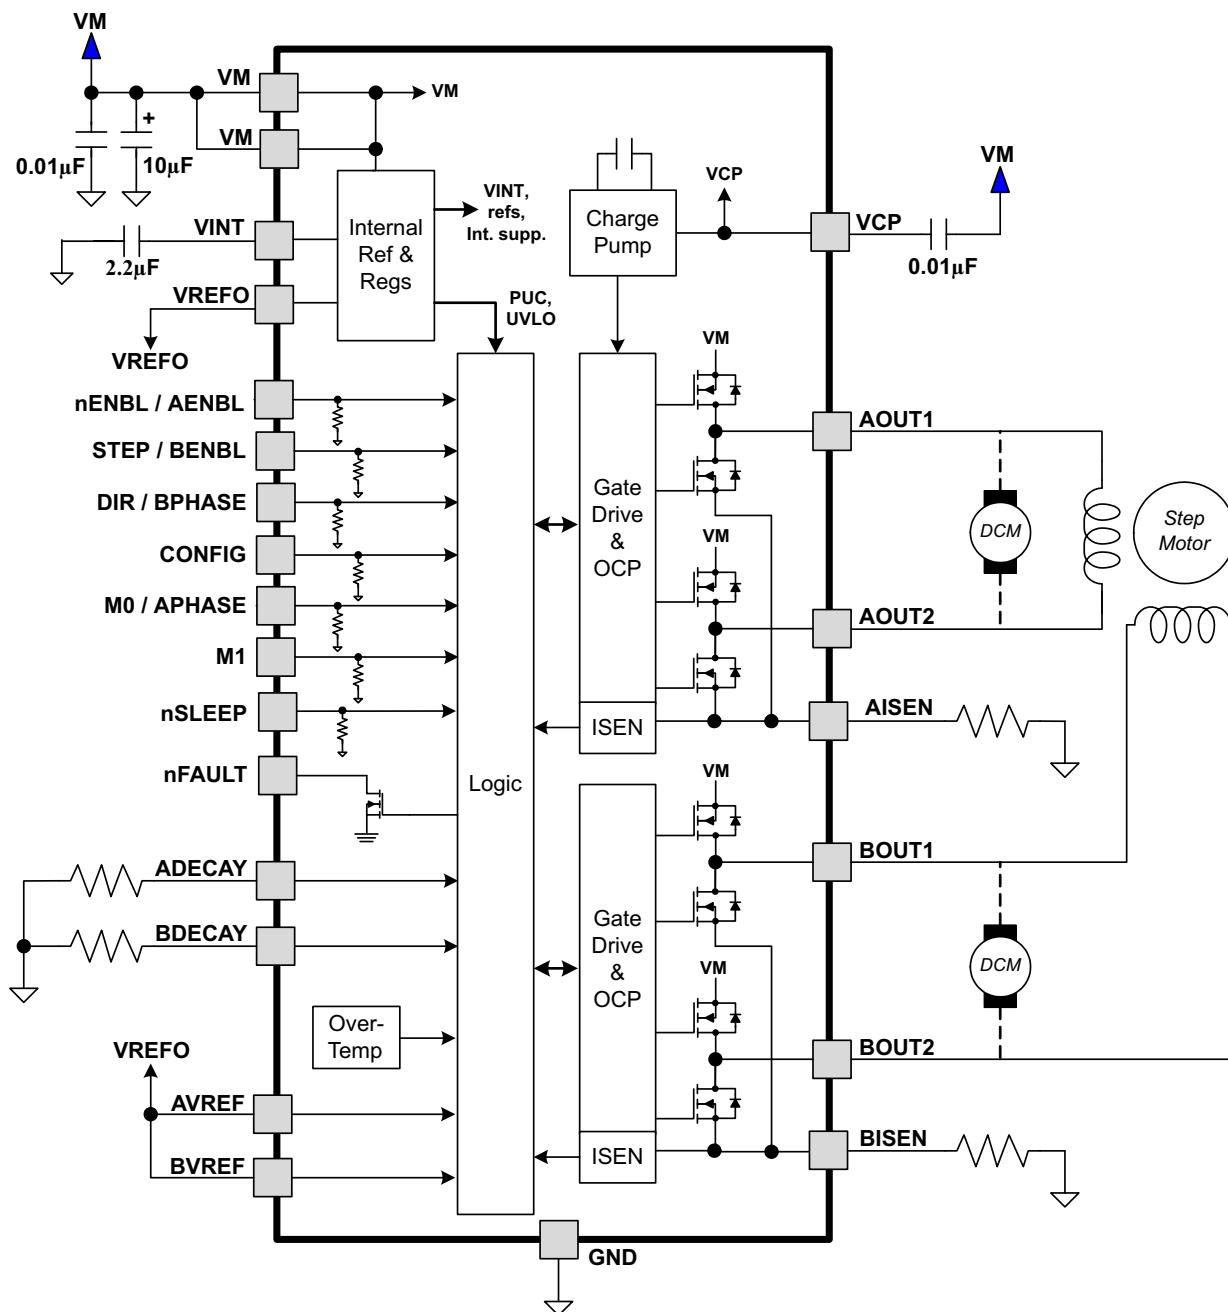 VM
VM
VM
+
VM
0.01µF
10µF
VINT
2.2µF
VREFO
VREFO
Internal
Ref &
Regs
VINT,
refs,
Int. supp.
PUC,
UVLO
Charge
Pump
VCP
VCP
VM
0.01µF
nENBL / AENBL
STEP / BENBL
DIR / BPHASE
CONFIG
M0 / APHASE
M1
nSLEEP
nFAULT
ADECAY
BDECAY
Over-
Temp
VREFO
AVREF
BVREF
Logic
Gate
Drive
&
OCP
ISEN
VM
VM
AOUT1
DCM
Step
Motor
AOUT2
AISEN
Gate
Drive
&
OCP
ISEN
VM
VM
BOUT1
DCM
BOUT2
BISEN
GND